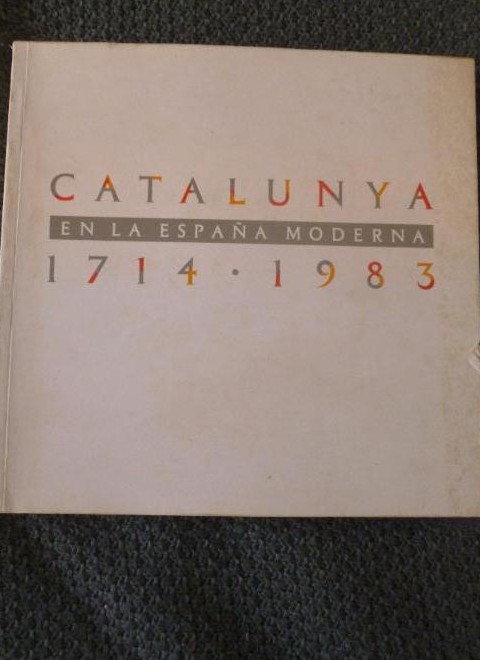 CATALUNYA
EN LA ESPAÑA MODERNA
1714 · 1983